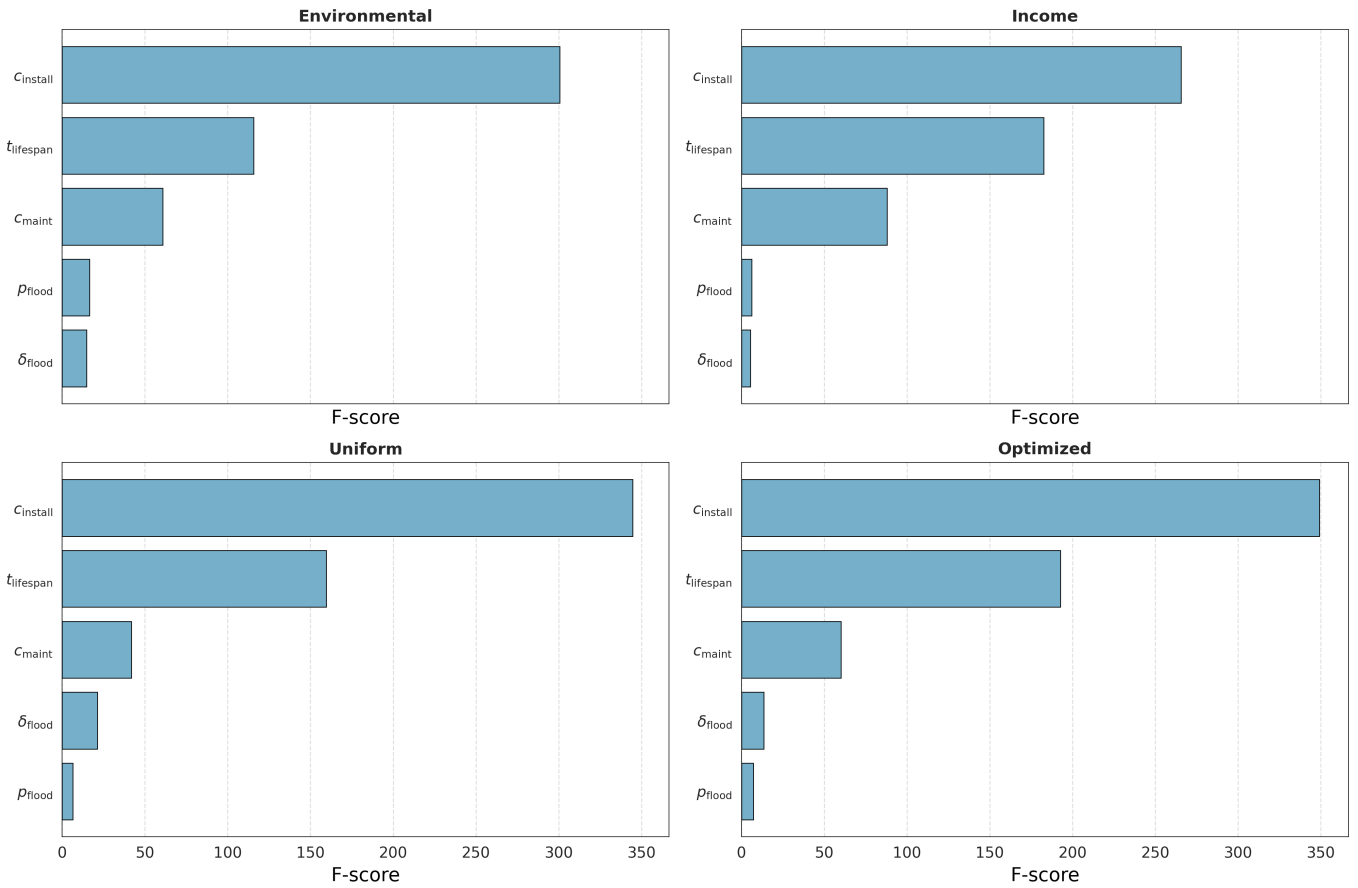 Environmental
c_install
t_lifespan
c_maint
p_flood
δ_flood
F-score
Income
c_install
t_lifespan
c_maint
p_flood
δ_flood
F-score
Uniform
c_install
t_lifespan
c_maint
δ_flood
p_flood
0 50 100 150 200 250 300 350
F-score
Optimized
c_install
t_lifespan
c_maint
δ_flood
p_flood
0 50 100 150 200 250 300 350
F-score